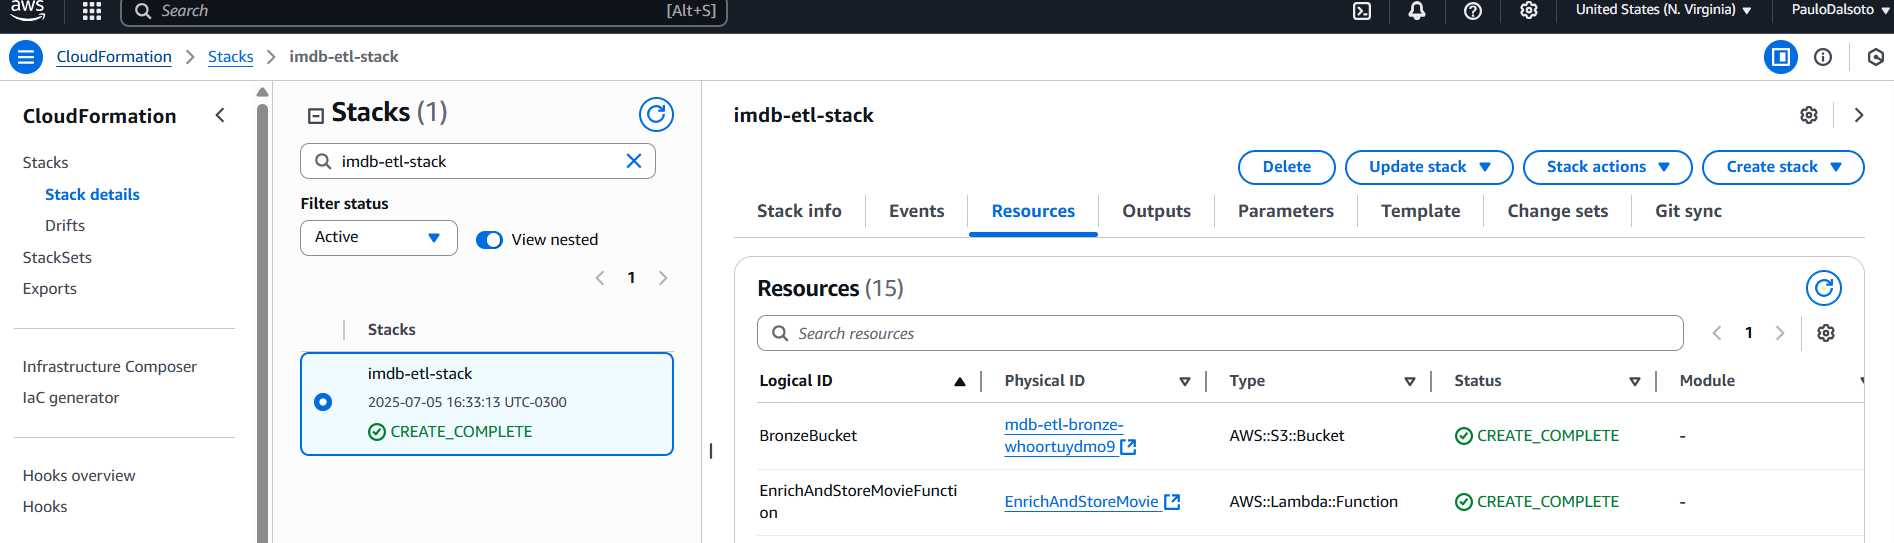 aws
Search
[Alt+S]
United States (N. Virginia)
PauloDalsoto
CloudFormation
Stacks
imdb-etl-stack
CloudFormation
Stacks
Stack details
Drifts
StackSets
Exports
Infrastructure Composer
IaC generator
Hooks overview
Hooks
Stacks (1)
imdb-etl-stack
Filter status
Active
View nested
1
Stacks
imdb-etl-stack
2025-07-05 16:33:13 UTC-0300
CREATE_COMPLETE
imdb-etl-stack
Delete
Update stack
Stack actions
Create stack
Stack info
Events
Resources
Outputs
Parameters
Template
Change sets
Git sync
Resources (15)
Search resources
1
Logical ID
Physical ID
Type
Status
Module
BronzeBucket
mdb-etl-bronze-
whoortuydmo9
AWS::S3::Bucket
CREATE_COMPLETE
-
EnrichAndStoreMovieFuncti
on
EnrichAndStoreMovie
AWS::Lambda::Function
CREATE_COMPLETE
-